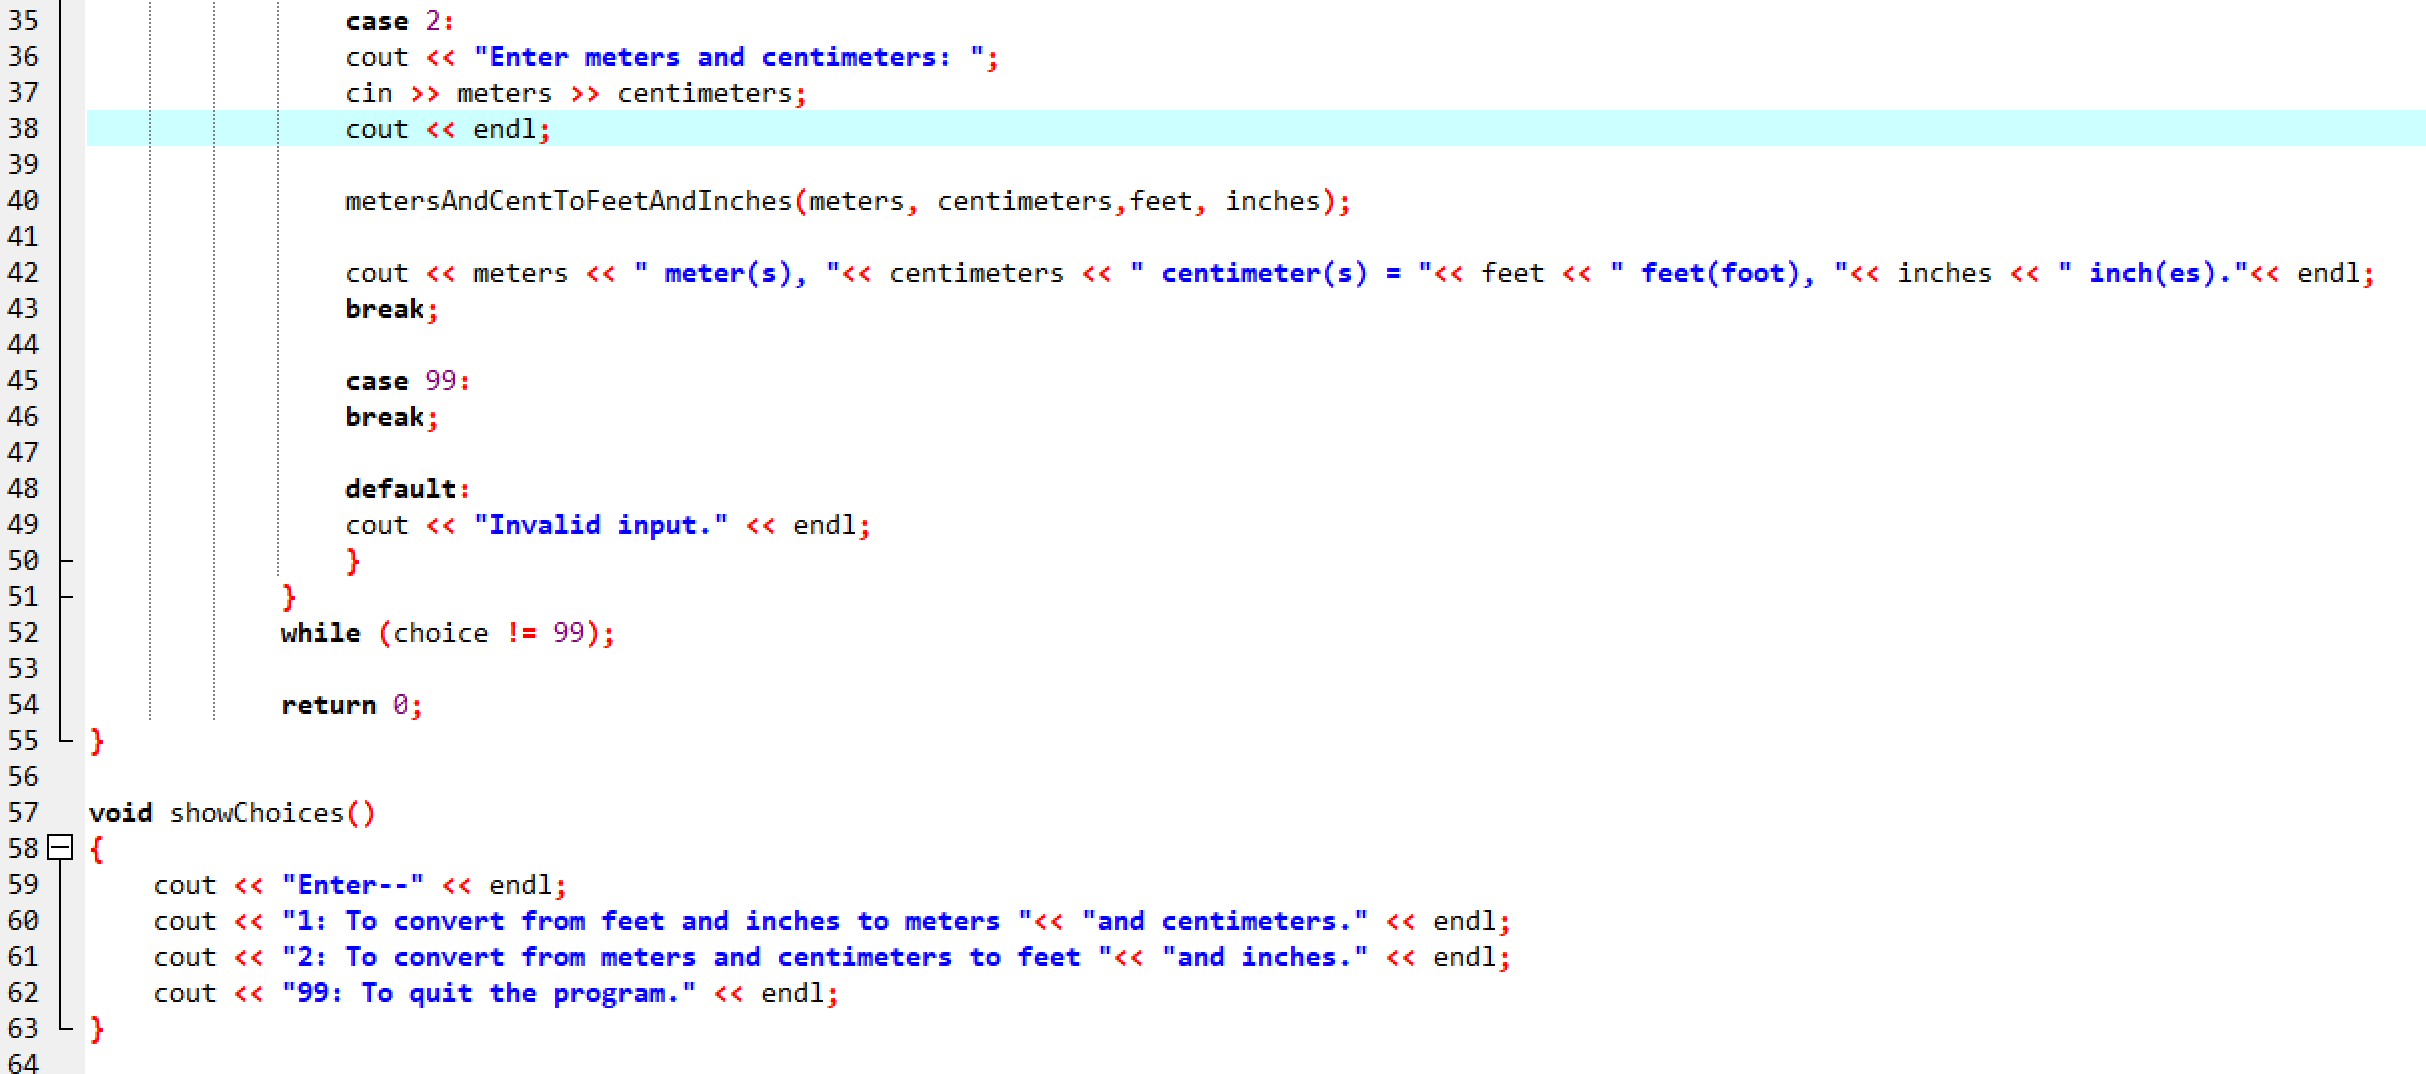 35 case 2:
36 cout << "Enter meters and centimeters: ";
37 cin >> meters >> centimeters;
38 cout << endl;
39
40 metersAndCentToFeetAndInches(meters, centimeters,feet, inches);
41
42 cout << meters << " meter(s), "<< centimeters << " centimeter(s) = "<< feet << " feet(foot), "<< inches << " inch(es)."<< endl;
43 break;
44
45 case 99:
46 break;
47
48 default:
49 cout << "Invalid input." << endl;
50 }
51 }
52 while (choice != 99);
53
54 return 0;
55 }
56
57 void showChoices()
58 {
59 cout << "Enter--" << endl;
60 cout << "1: To convert from feet and inches to meters "<< "and centimeters." << endl;
61 cout << "2: To convert from meters and centimeters to feet "<< "and inches." << endl;
62 cout << "99: To quit the program." << endl;
63 }
64